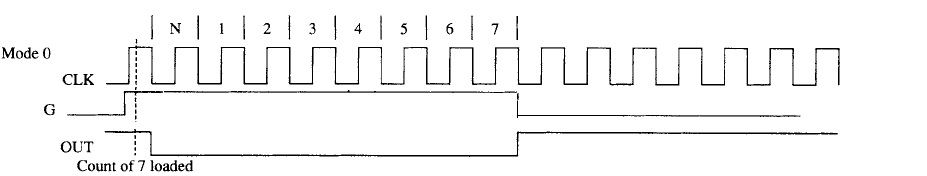 N 1 2 3 4 5 6 7
Mode 0
CLK
G
OUT
Count of 7 loaded